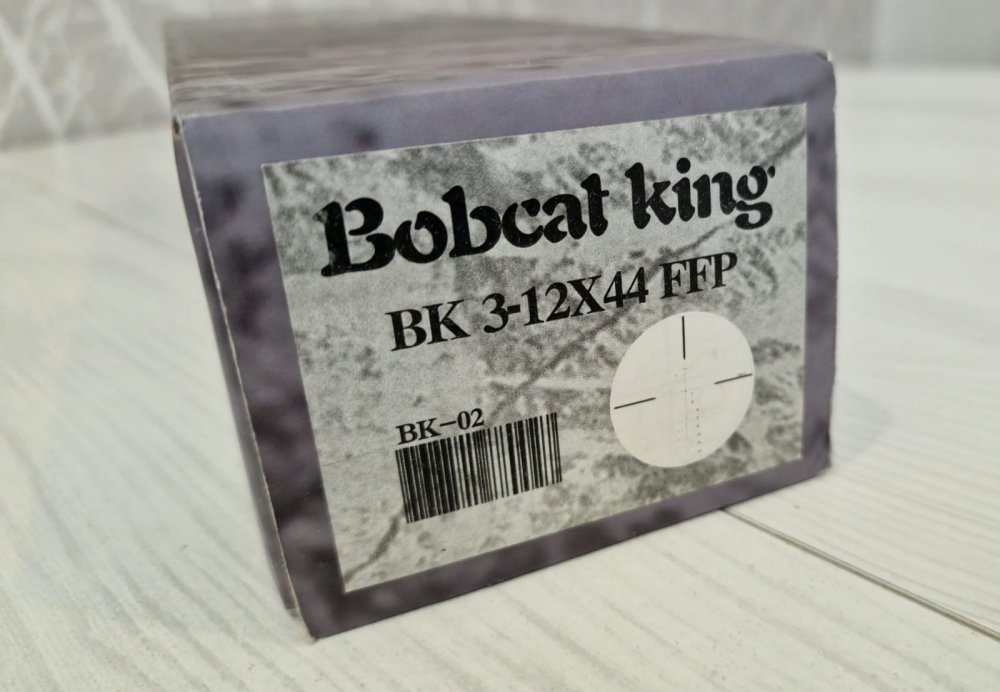 Bobcat king
BK 3-12X44 FFP
BK-02